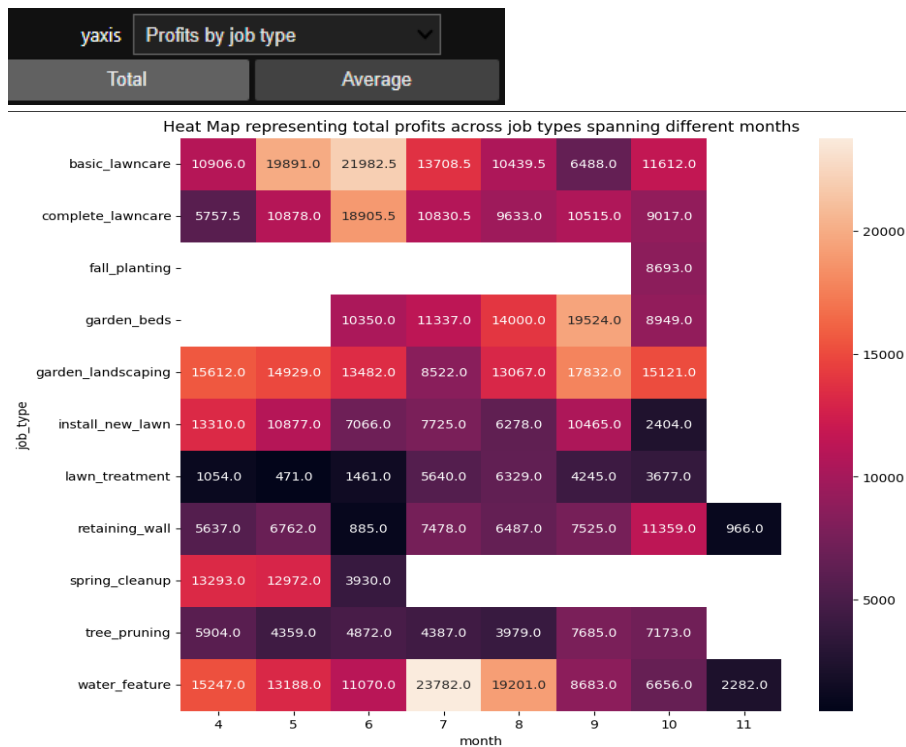 yaxis Profits by job type
Total Average
Heat Map representing total profits across job types spanning different months
basic_lawncare 10906.0 19891.0 21982.5 13708.5 10439.5 6488.0 11612.0
complete_lawncare 5757.5 10878.0 18905.5 10830.5 9633.0 10515.0 9017.0
20000
fall_planting 8693.0
garden_beds 10350.0 11337.0 14000.0 19524.0 8949.0
15000
garden_landscaping 15612.0 14929.0 13482.0 8522.0 13067.0 17832.0 15121.0
job_type
install_new_lawn 13310.0 10877.0 7066.0 7725.0 6278.0 10465.0 2404.0
lawn_treatment 1054.0 471.0 1461.0 5640.0 6329.0 4245.0 3677.0
10000
retaining_wall 5637.0 6762.0 885.0 7478.0 6487.0 7525.0 11359.0 966.0
spring_cleanup 13293.0 12972.0 3930.0
5000
tree_pruning 5904.0 4359.0 4872.0 4387.0 3979.0 7685.0 7173.0
water_feature 15247.0 13188.0 11070.0 23782.0 19201.0 8683.0 6656.0 2282.0
4 5 6 7 8 9 10 11
month